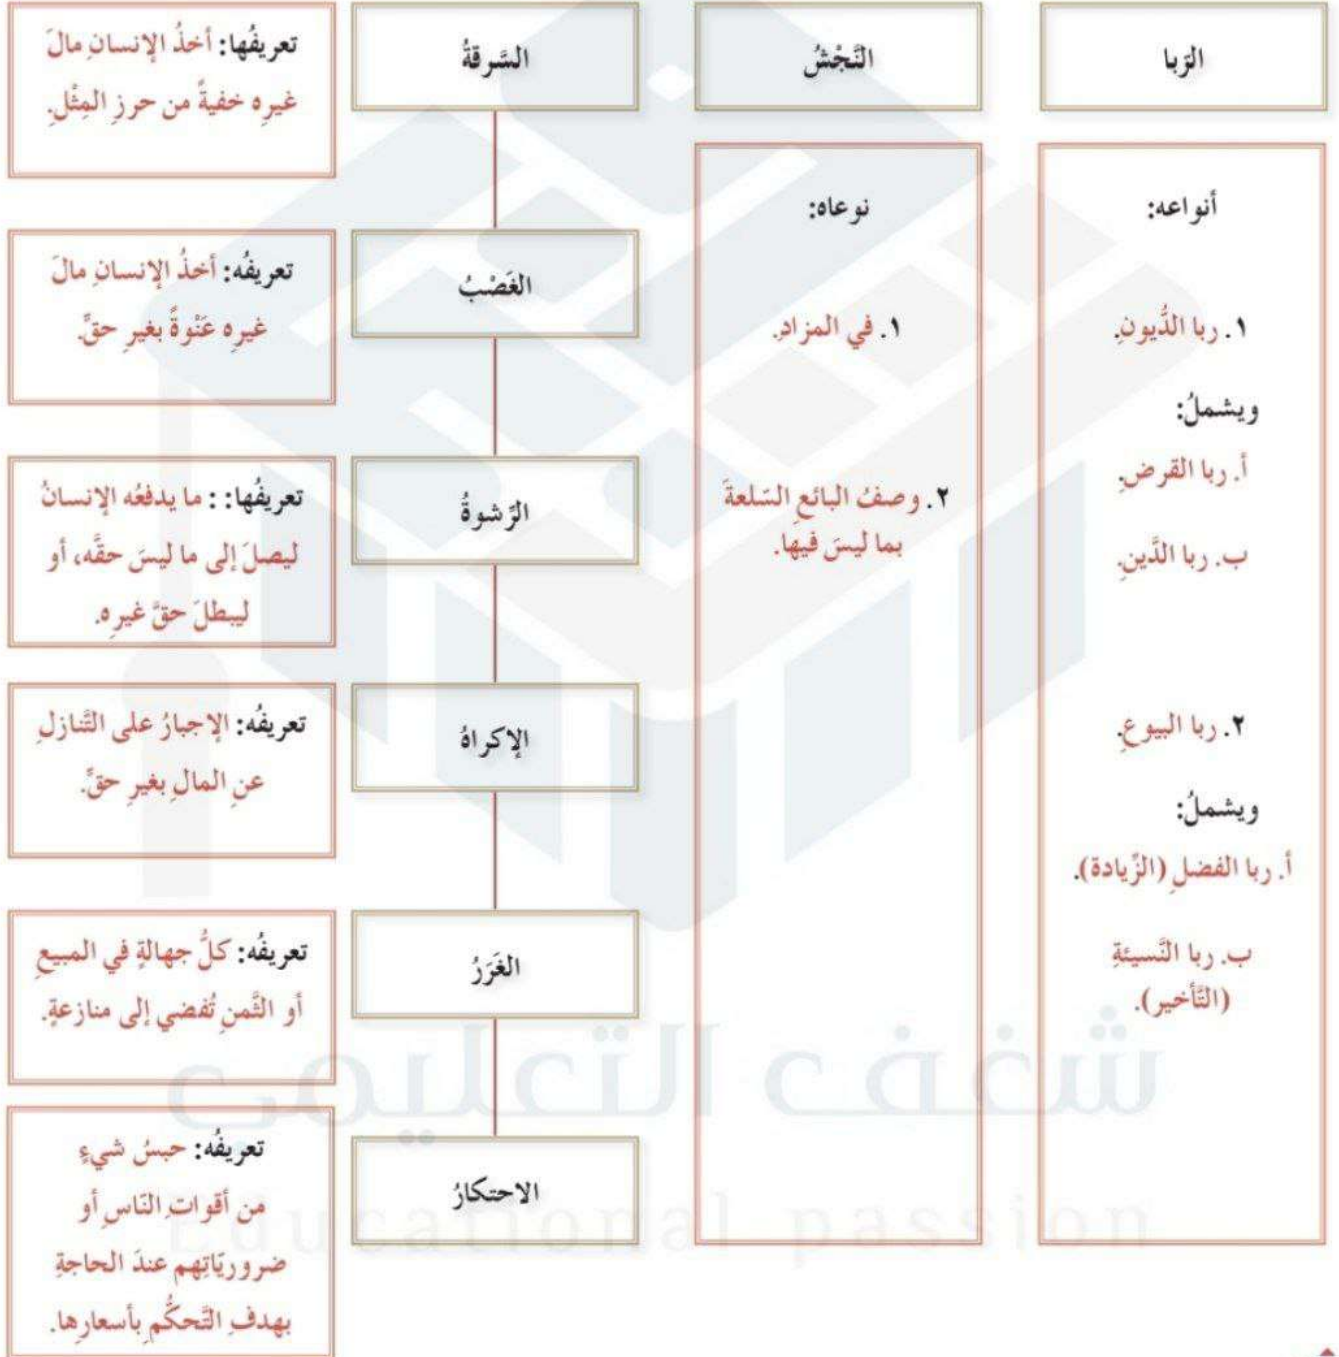 الرّبا
أنواعه:
١. ربا الدُّيونِ.
ويشملُ:
أ. ربا القرضِ
ب. ربا الدَّينِ.
٢. ربا البيوعِ.
ويشملُ:
أ. ربا الفضلِ (الزِّيادة).
ب. ربا النَّسيئةِ
(التَّأخير).
النَّجْشُ
نوعاه:
١. في المزادِ.
٢. وصفُ البائعِ السّلعةَ
بما ليسَ فيها.
السَّرقةُ
تعريفُها: أخذُ الإنسانِ مالَ
غيرِه خفيةً من حرزِ المِثْلِ.
الغَصْبُ
تعريفُه: أخذُ الإنسانِ مالَ
غيرِه عَنْوةً بغيرِ حقٍّ.
الرِّشوةُ
تعريفُها: : ما يدفعُه الإنسانُ
ليصلَ إلى ما ليسَ حقَّه، أو
ليبطلَ حقَّ غيرِه.
الإكراهُ
تعريفُه: الإجبارُ على التَّنازلِ
عنِ المالِ بغيرِ حقٍّ.
الغَرَرُ
تعريفُه: كلُّ جهالةٍ في المبيعِ
أو الثَّمنِ تُفضي إلى منازعةٍ.
الاحتكارُ
تعريفُه: حبسُ شيءٍ
من أقواتِ النّاسِ أو
ضروريّاتِهم عندَ الحاجةِ
بهدفِ التَّحكُّمِ بأسعارِها.
شغف التعليمي
Educational passion